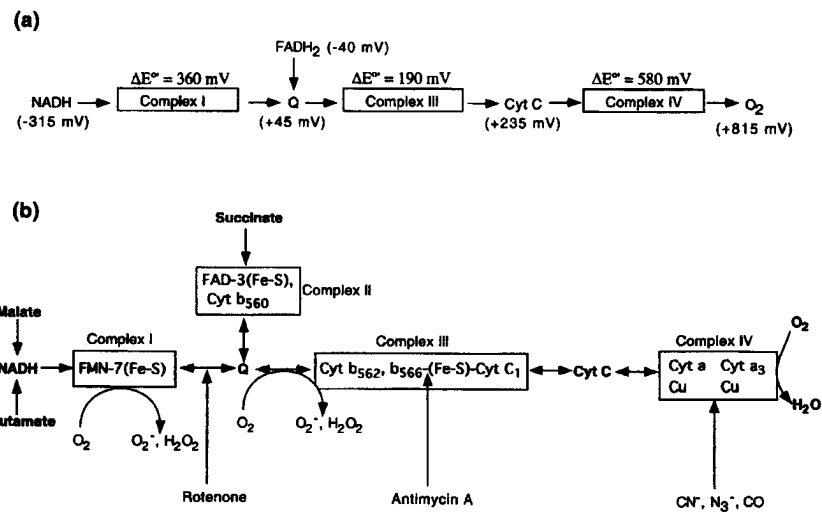 (a)
FADH2 (-40 mV)
ΔE°' = 360 mV ΔE°' = 190 mV ΔE°' = 580 mV
NADH Complex I Q Complex III Cyt C Complex IV O2
(-315 mV) (+45 mV) (+235 mV) (+815 mV)
(b)
Succinate
FAD-3(Fe-S),
Cyt b560
Complex II
Malate
Complex I Complex III Complex IV O2
NADH FMN-7(Fe-S) Q Cyt b562, b566-(Fe-S)-Cyt C1 Cyt C Cyt a Cyt a3
Cu Cu
H2O
utamate
O2 O2-, H2O2 O2 O2-, H2O2
Rotenone Antimycin A CN-, N3-, CO